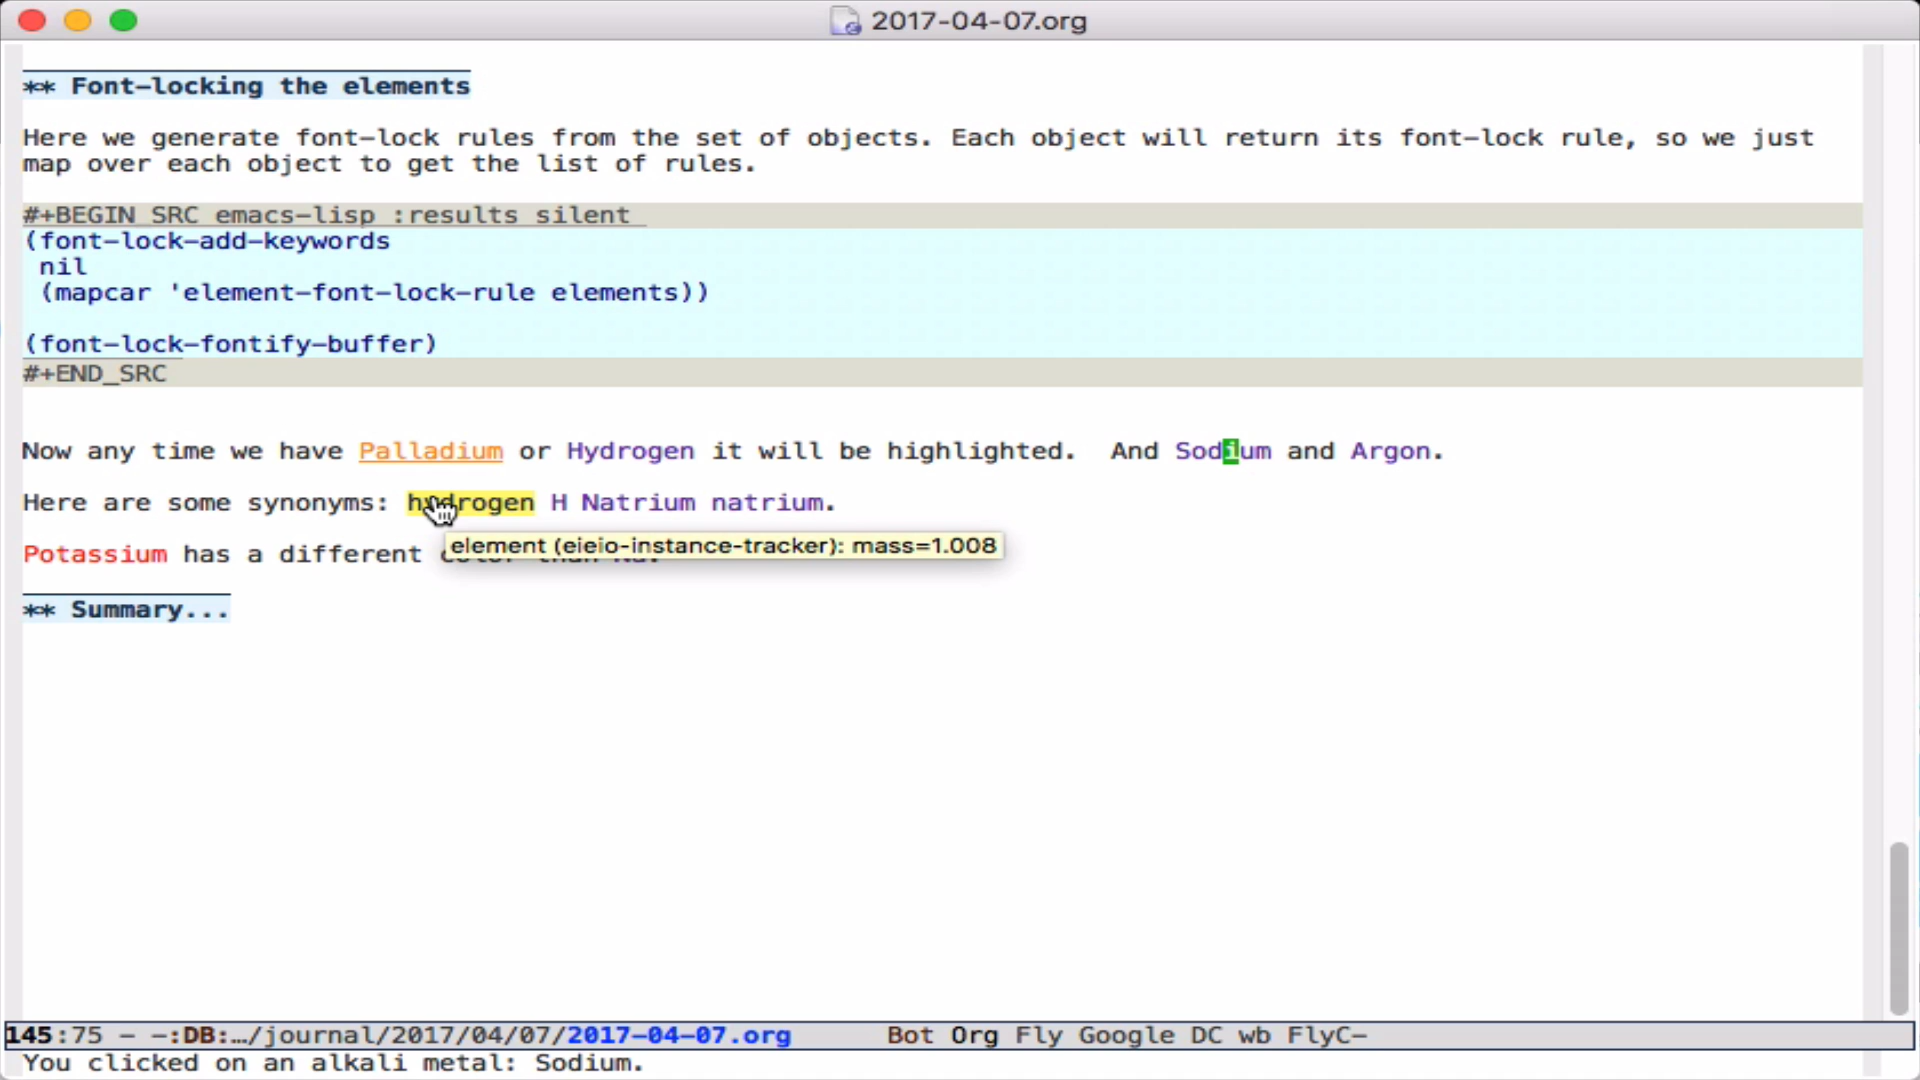 2017-04-07.org
** Font-locking the elements
Here we generate font-lock rules from the set of objects. Each object will return its font-lock rule, so we just
map over each object to get the list of rules.
#+BEGIN_SRC emacs-lisp :results silent
(font-lock-add-keywords
 nil
 (mapcar 'element-font-lock-rule elements))
(font-lock-fontify-buffer)
#+END_SRC
Now any time we have Palladium or Hydrogen it will be highlighted.  And Sodium and Argon.
Here are some synonyms: hydrogen H Natrium natrium.
element (eieio-instance-tracker): mass=1.008
Potassium has a different color than Na.
** Summary...
145:75 - -:DB:…/journal/2017/04/07/2017-04-07.org Bot Org Fly Google DC wb FlyC-
You clicked on an alkali metal: Sodium.